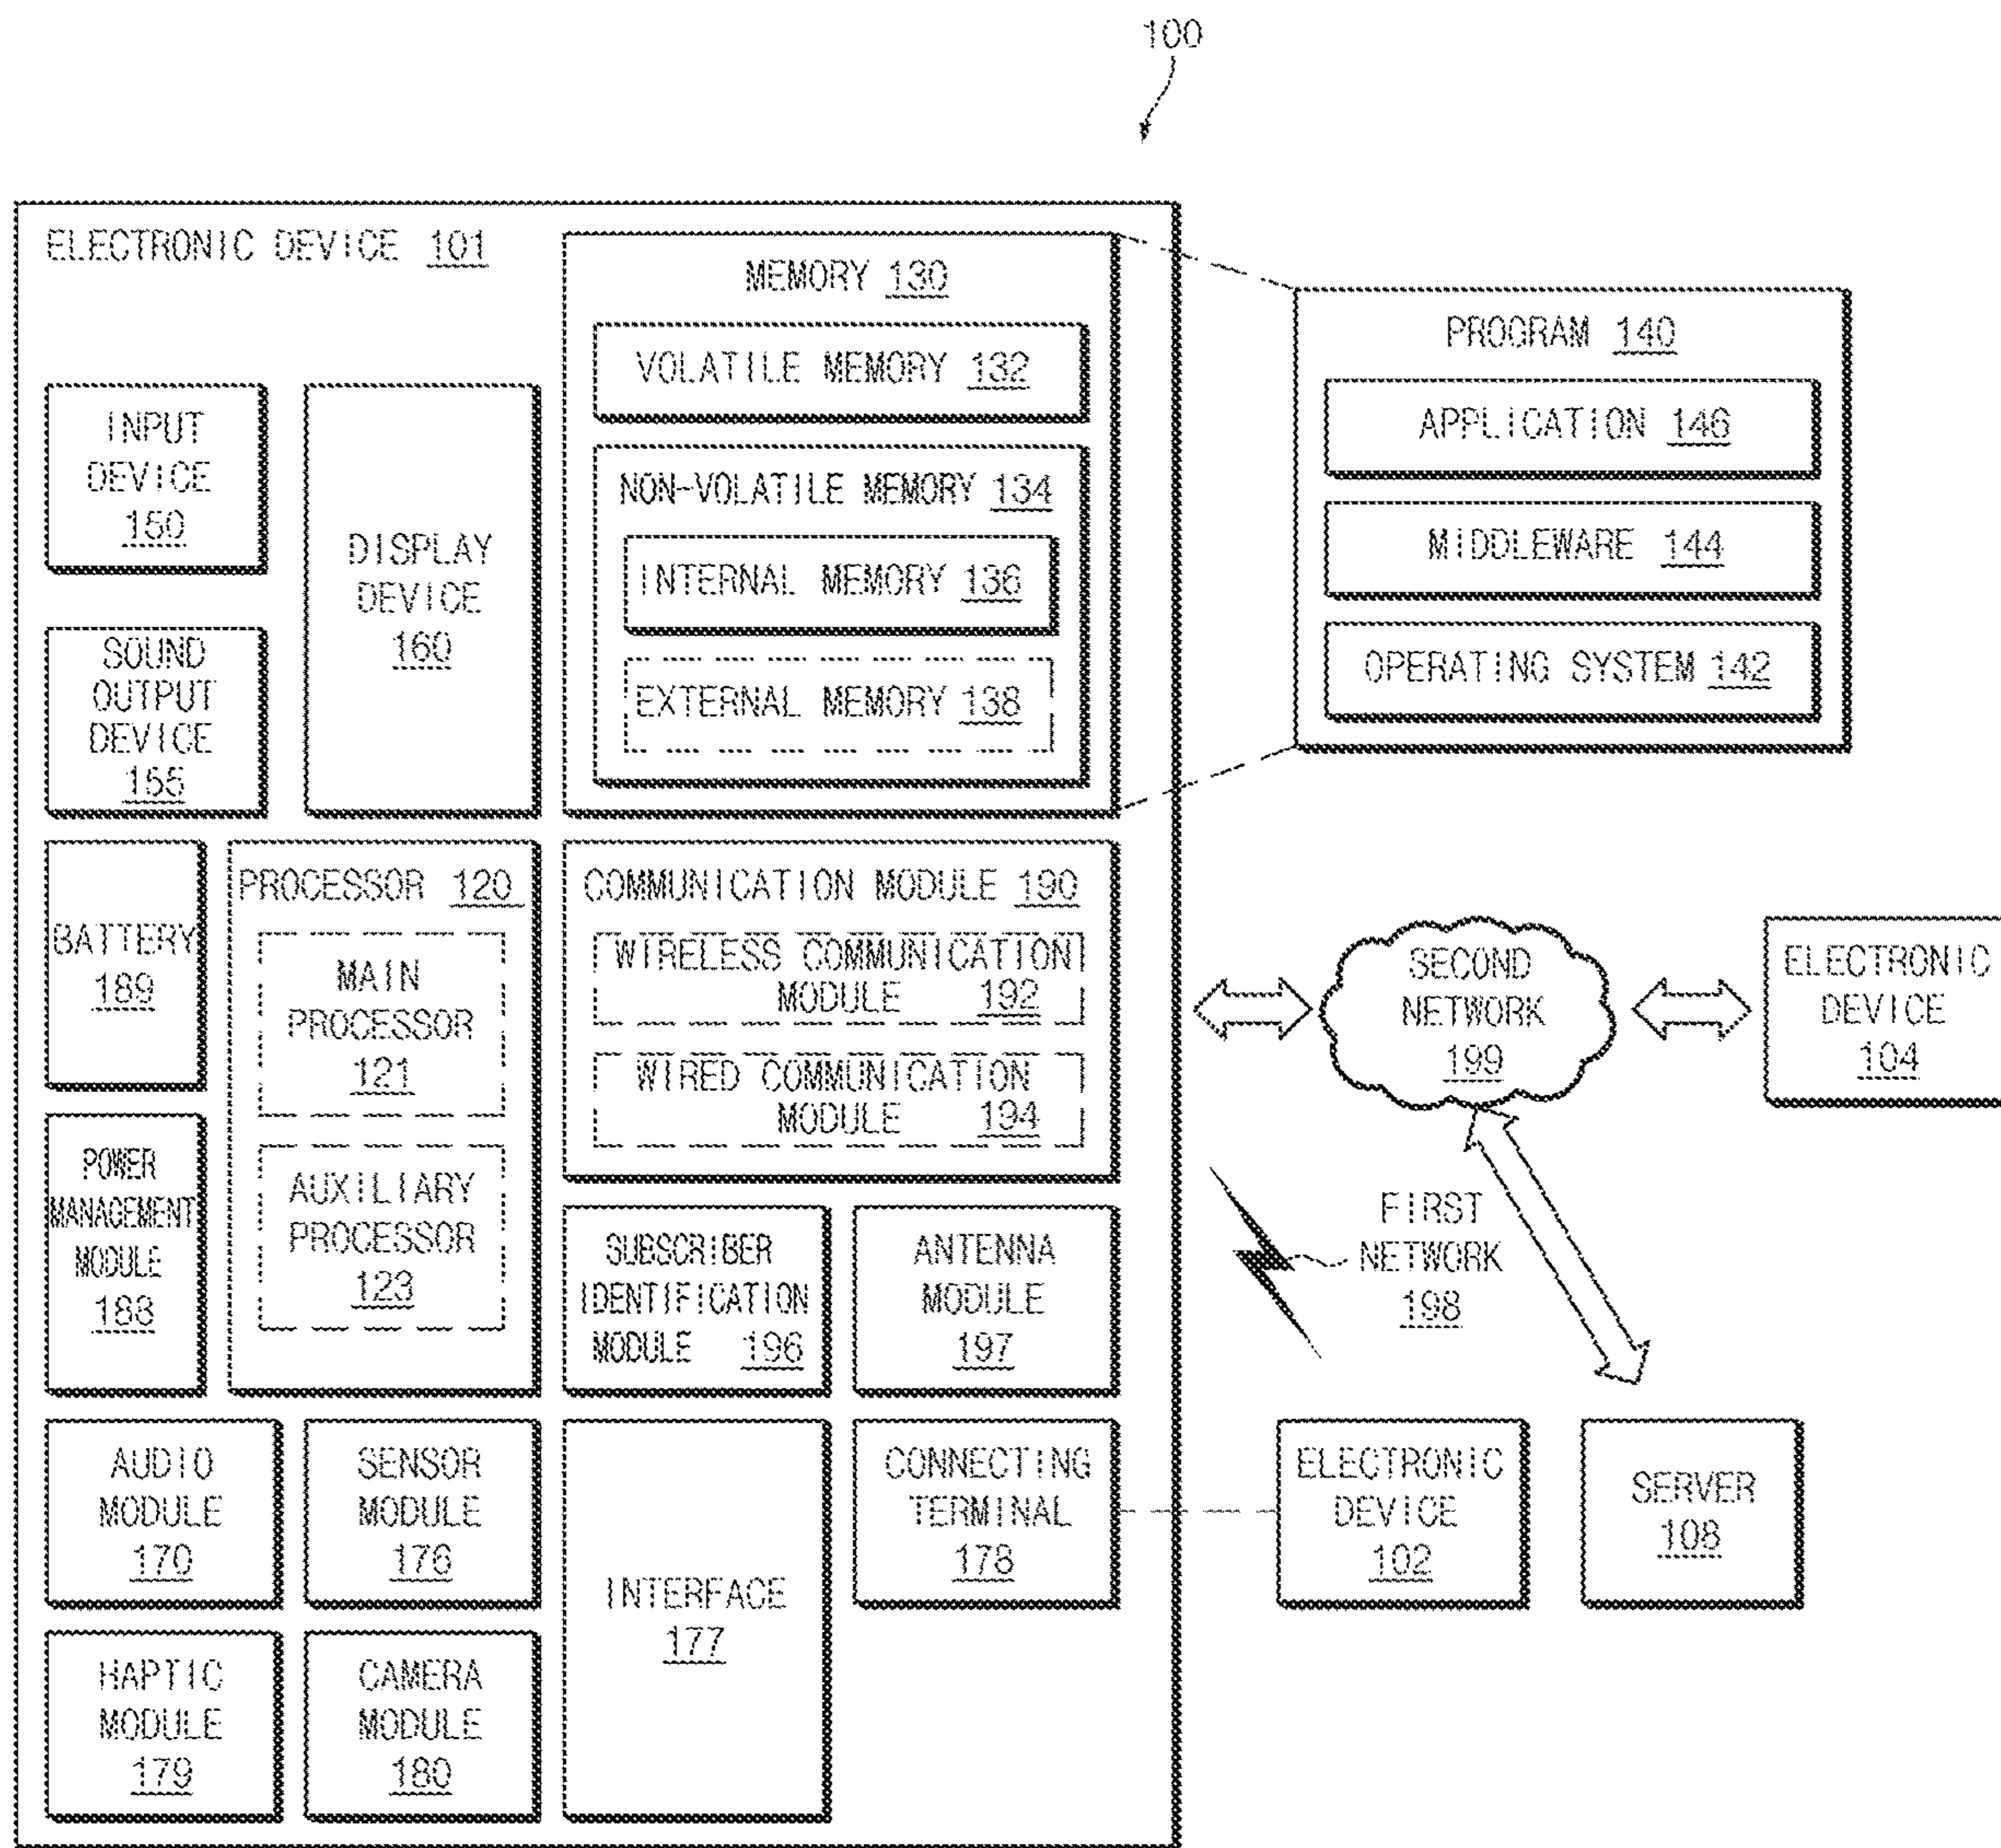 100
ELECTRONIC DEVICE 101
MEMORY 130
VOLATILE MEMORY 132
NON-VOLATILE MEMORY 134
INTERNAL MEMORY 136
EXTERNAL MEMORY 138
PROGRAM 140
APPLICATION 146
MIDDLEWARE 144
OPERATING SYSTEM 142
INPUT
DEVICE
150
DISPLAY
DEVICE
160
SOUND
OUTPUT
DEVICE
155
BATTERY
189
PROCESSOR 120
MAIN
PROCESSOR
121
AUXILIARY
PROCESSOR
123
COMMUNICATION MODULE 190
WIRELESS COMMUNICATION
MODULE 192
WIRED COMMUNICATION
MODULE 194
SECOND
NETWORK
199
ELECTRONIC
DEVICE
104
POWER
MANAGEMENT
MODULE
188
SUBSCRIBER
IDENTIFICATION
MODULE 196
ANTENNA
MODULE
197
FIRST
NETWORK
198
AUDIO
MODULE
170
SENSOR
MODULE
176
INTERFACE
177
CONNECTING
TERMINAL
178
ELECTRONIC
DEVICE
102
SERVER
108
HAPTIC
MODULE
179
CAMERA
MODULE
180